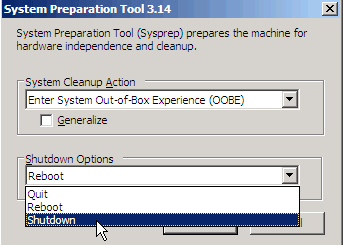 System Preparation Tool 3.14
System Preparation Tool (Sysprep) prepares the machine for
hardware independence and cleanup.
System Cleanup Action
Enter System Out-of-Box Experience (OOBE)
Generalize
Shutdown Options
Reboot
Quit
Reboot
Shutdown